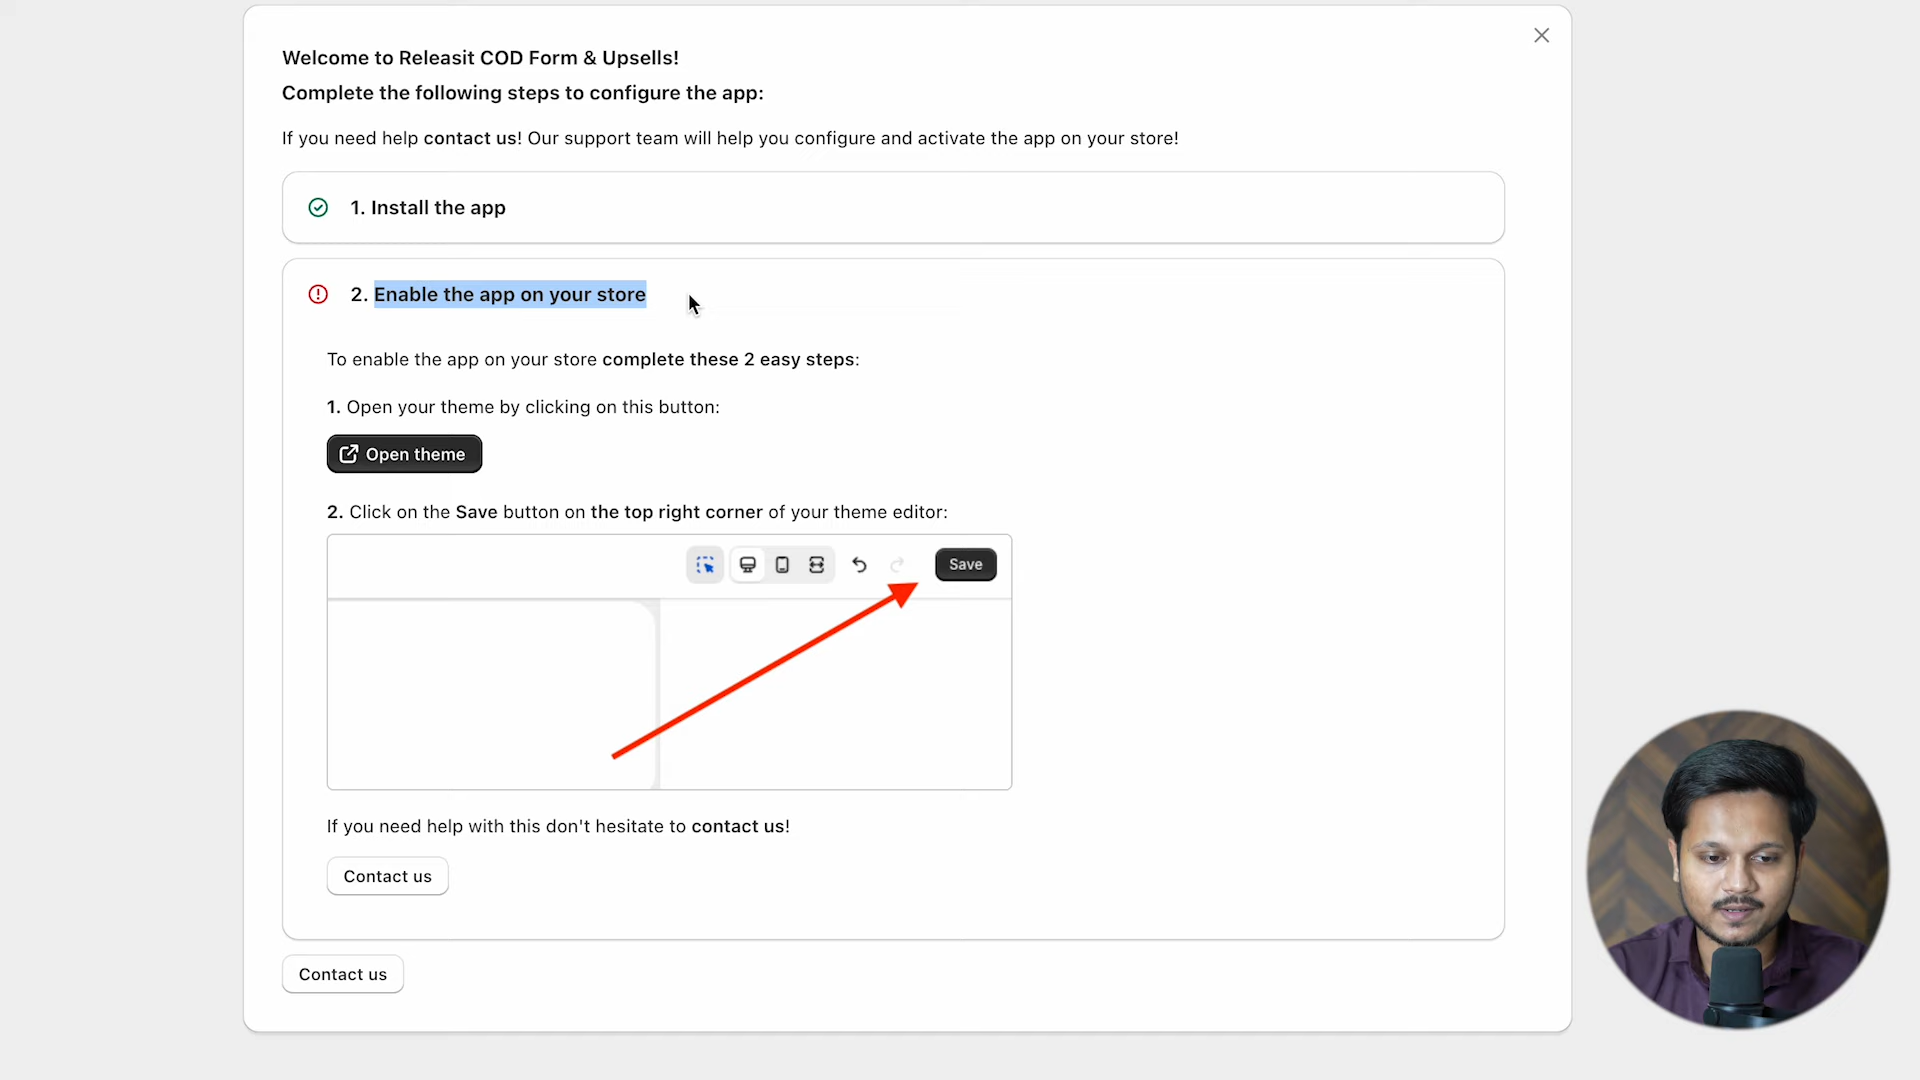 Welcome to Releasit COD Form & Upsells!
Complete the following steps to configure the app:
If you need help contact us! Our support team will help you configure and activate the app on your store!
1. Install the app
2. Enable the app on your store
To enable the app on your store complete these 2 easy steps:
1. Open your theme by clicking on this button:
Open theme
2. Click on the Save button on the top right corner of your theme editor:
Save
If you need help with this don't hesitate to contact us!
Contact us
Contact us